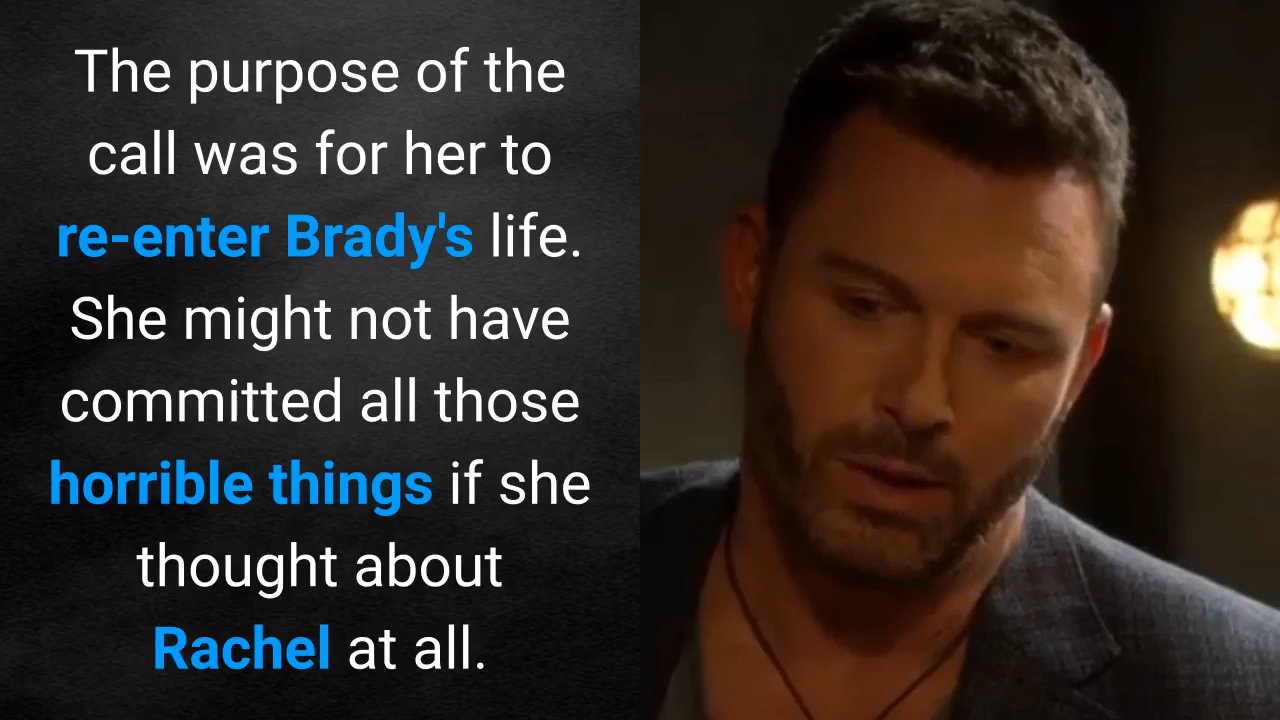 The purpose of the
call was for her to
re-enter Brady's life.
She might not have
committed all those
horrible things if she
thought about
Rachel at all.